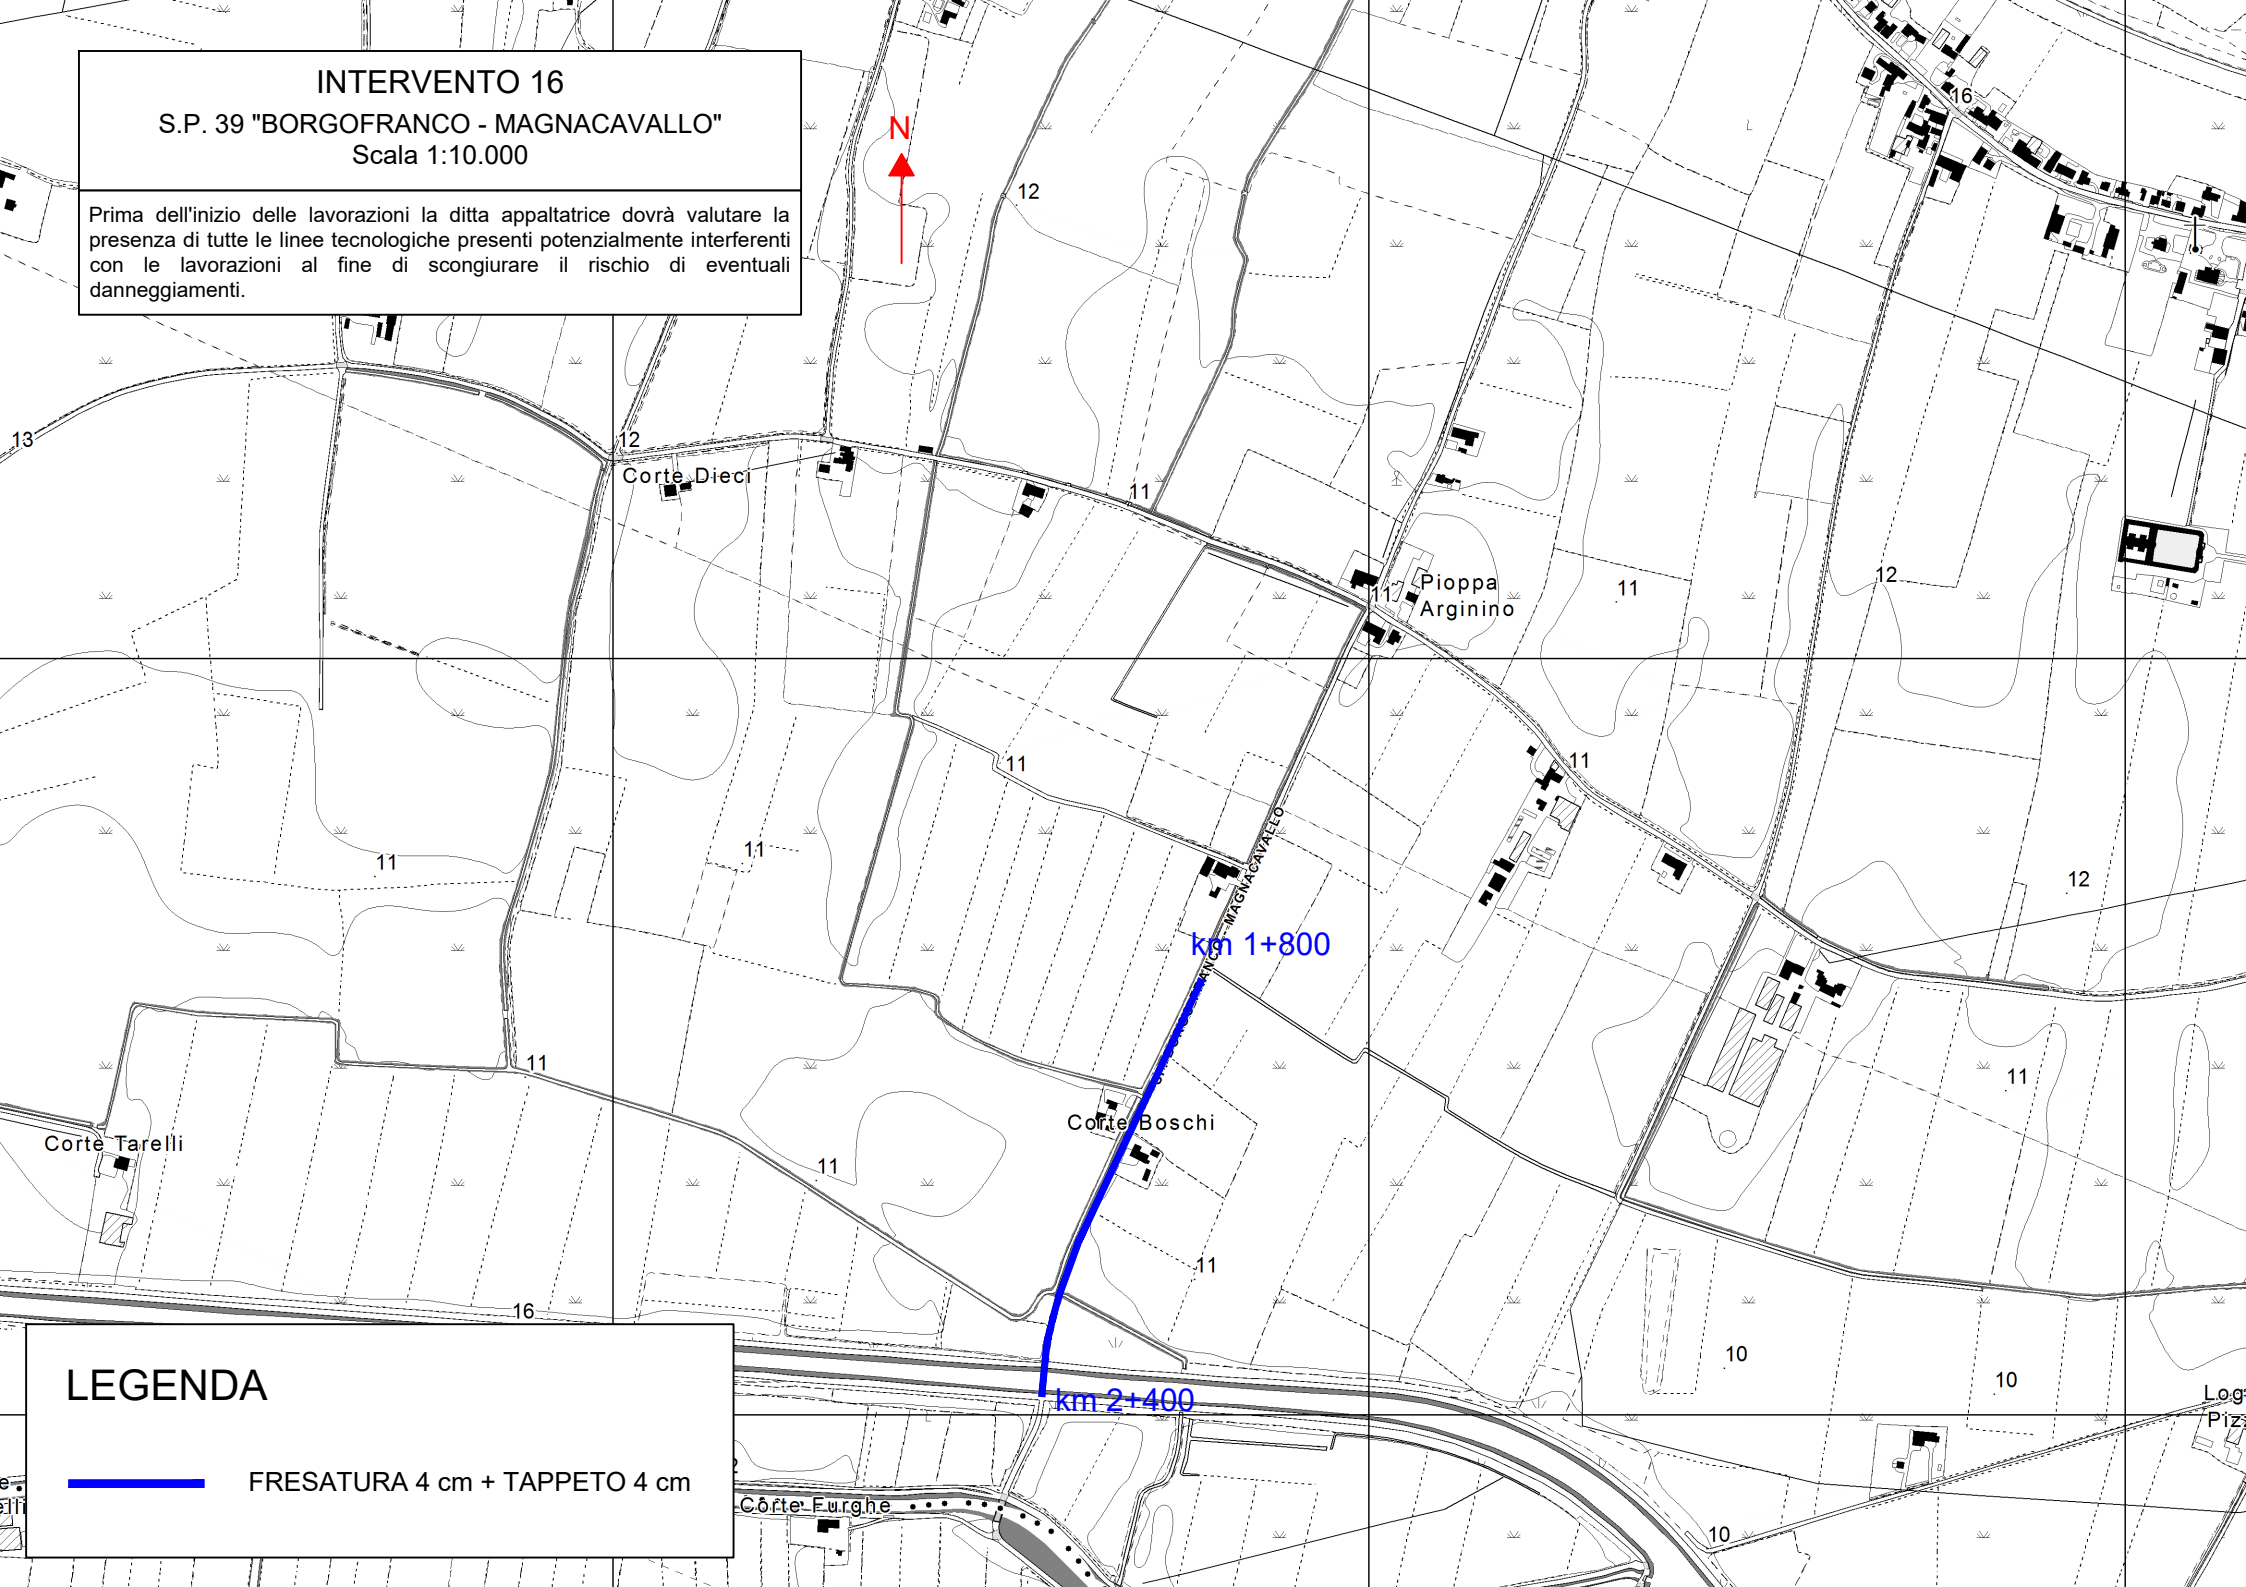 INTERVENTO 16
S.P. 39 "BORGOFRANCO - MAGNACAVALLO"
Scala 1:10.000
Prima dell'inizio delle lavorazioni la ditta appaltatrice dovrà valutare la
presenza di tutte le linee tecnologiche presenti potenzialmente interferenti
con le lavorazioni al fine di scongiurare il rischio di eventuali
danneggiamenti.
N
16
12
13
12
Corte Dieci
11
11
Pioppa
Arginino
11
12
11
11
11
11
12
MAGNACAVALLO
km 1+800
11
11
Corte Boschi
Corte Tarelli
11
11
16
10
10
km 2+400
Corte Furghe
10
LEGENDA
FRESATURA 4 cm + TAPPETO 4 cm